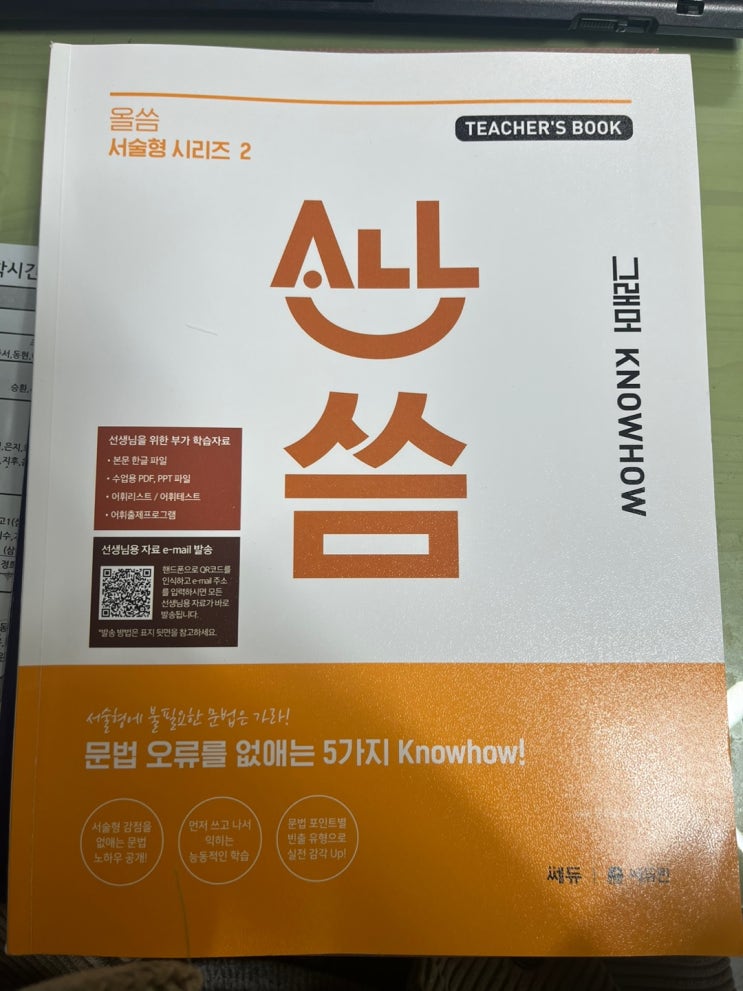 올씀
서술형 시리즈 2
TEACHER'S BOOK
ALL
씀
그래머 KNOWHOW
선생님을 위한 부가 학습자료
• 본문 한글 파일
• 수업용 PDF, PPT 파일
• 어휘리스트 / 어휘테스트
• 어휘출제프로그램
선생님용 자료 e-mail 발송
핸드폰으로 QR코드를
인식하고 e-mail 주소
를 입력하시면 모든
선생님용 자료가 바로
발송됩니다.
*발송 방법은 표지 뒷면을 참고하세요.
서술형에 불필요한 문법은 가라!
문법 오류를 없애는 5가지 Knowhow!
서술형 감점을
없애는 문법
노하우 공개!
먼저 쓰고 나서
익히는
능동적인 학습
문법 포인트별
빈출 유형으로
실전 감각 Up!
쎄듀